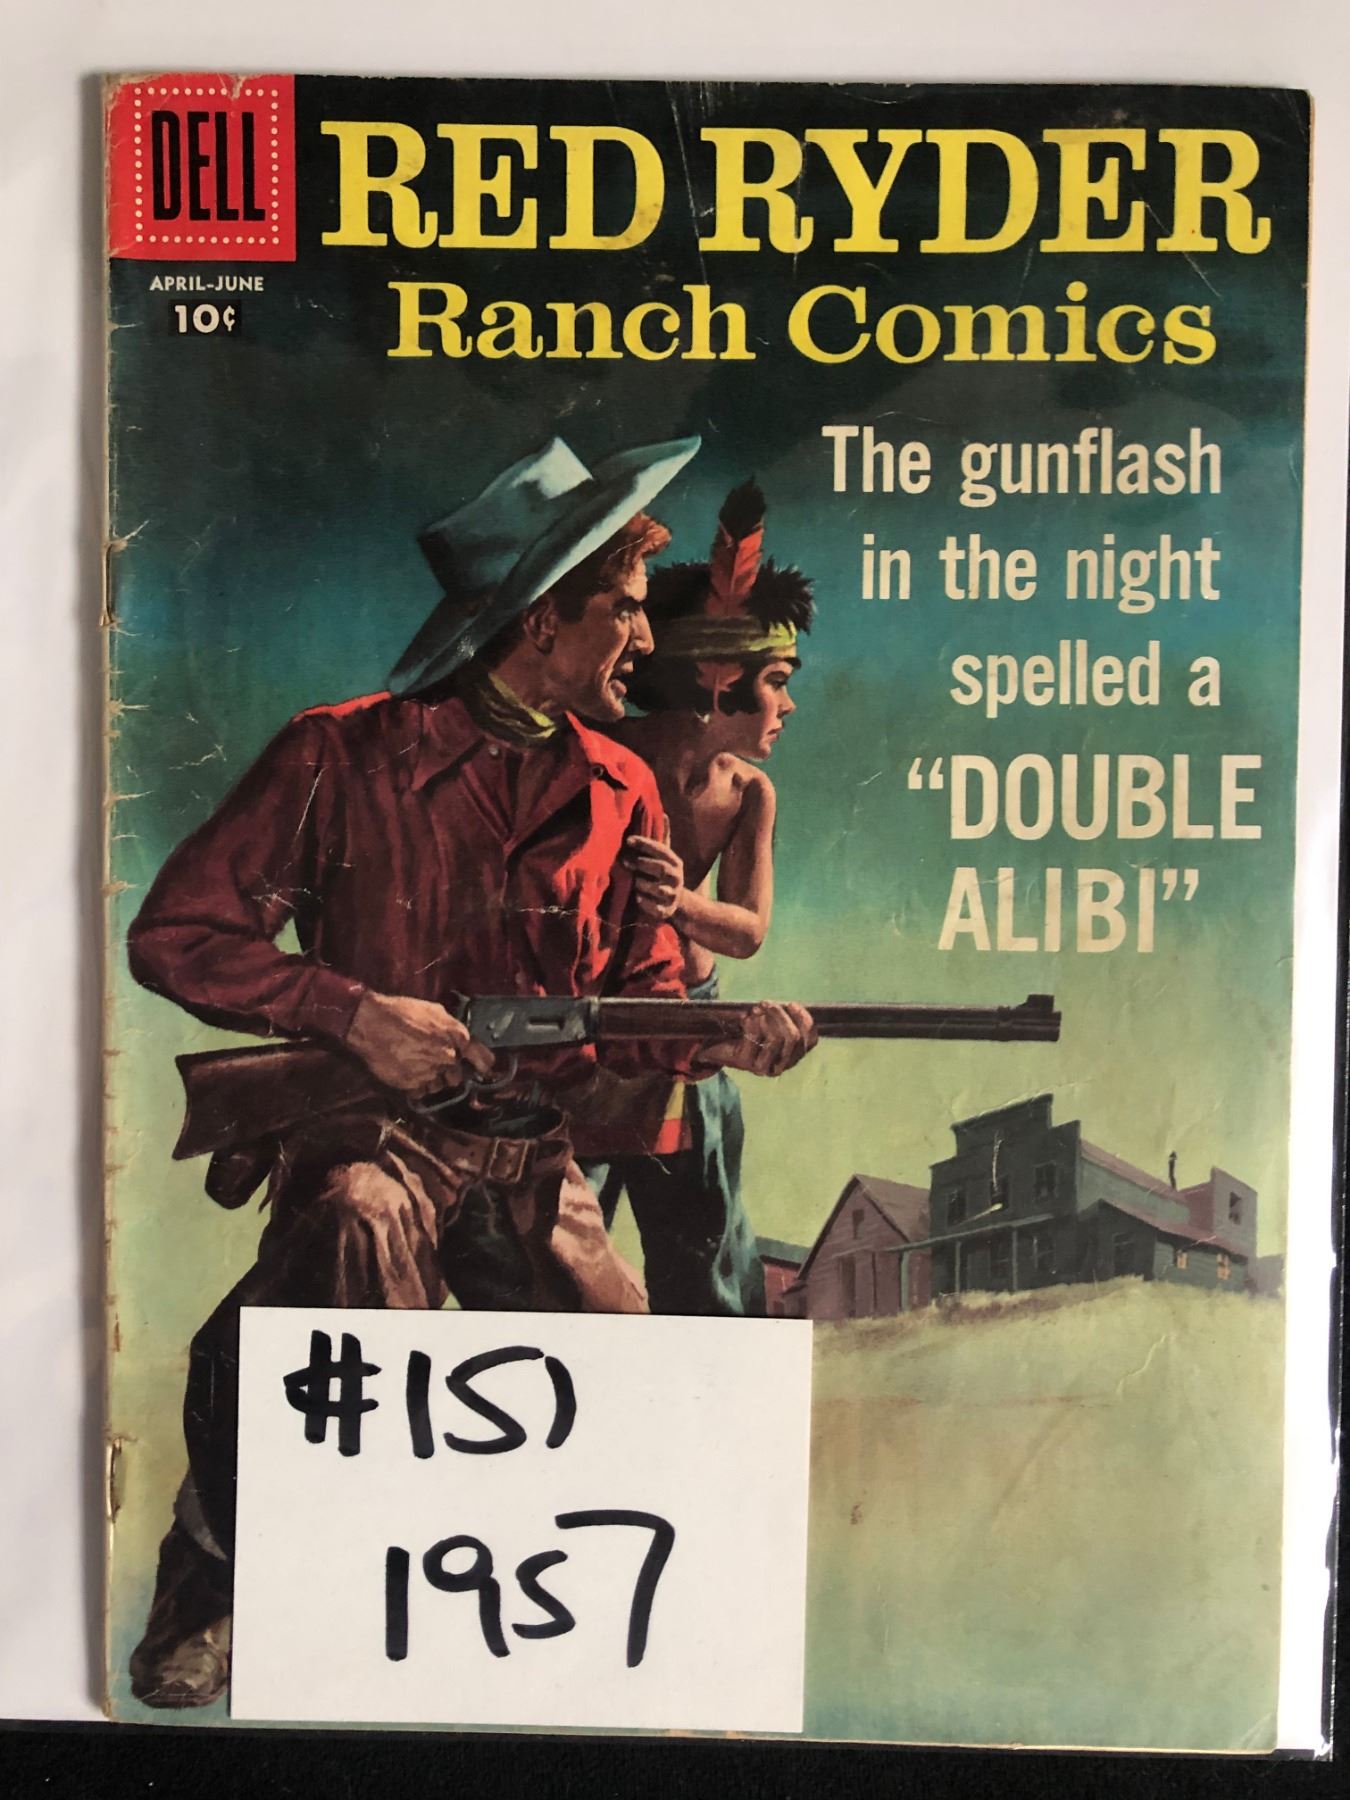 DELL
APRIL-JUNE
10¢
RED RYDER
Ranch Comics
The gunflash
in the night
spelled a
“DOUBLE
ALIBI”
#151
1957